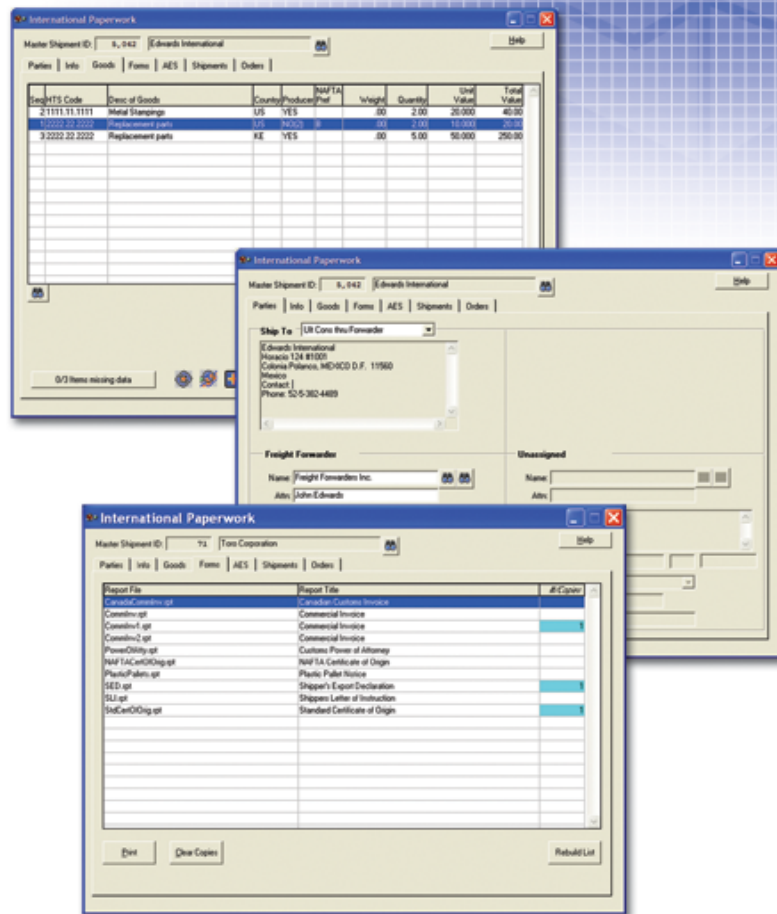 International Paperwork
Master Shipment ID: 5,042 Edwards International
Help
Parties Info Goods Forms AES Shipments Orders
Seq HTS Code Desc of Goods Country Producer NAFTA Pref Weight Quantity Unit Value Total Value
2 1111.11.1111 Metal Stampings US YES .00 2.00 20.000 40.00
1 2222.22.2222 Replacement parts US NO(2) B .00 2.00 10.000 20.00
3 2222.22.2222 Replacement parts KE YES .00 5.00 50.000 250.00
0/3 Items missing data
International Paperwork
Master Shipment ID: 5,042 Edwards International
Help
Parties Info Goods Forms AES Shipments Orders
Ship To Ult Cons thru Forwarder
Edwards International
Horacio 124 #1001
Colonia Polanco, MEXICO D.F. 11560
Mexico
Contact:
Phone: 52-5-382-4489
Freight Forwarder
Unassigned
Name: Freight Forwarders Inc.
Name:
Attn: John Edwards
Attn:
International Paperwork
Master Shipment ID: 71 Toro Corporation
Help
Parties Info Goods Forms AES Shipments Orders
Report File Report Title # Copies
CanadaCommInv.rpt Canadian Customs Invoice
CommInv.rpt Commercial Invoice
CommInv1.rpt Commercial Invoice 1
CommInv2.rpt Commercial Invoice
PowerOfAtty.rpt Customs Power of Attorney
NAFTACertOfOrig.rpt NAFTA Certificate of Origin
PlasticPallets.rpt Plastic Pallet Notice
SED.rpt Shipper's Export Declaration 1
SLI.rpt Shippers Letter of Instruction
StdCertOfOrig.rpt Standard Certificate of Origin 1
Print
Clear Copies
Rebuild List